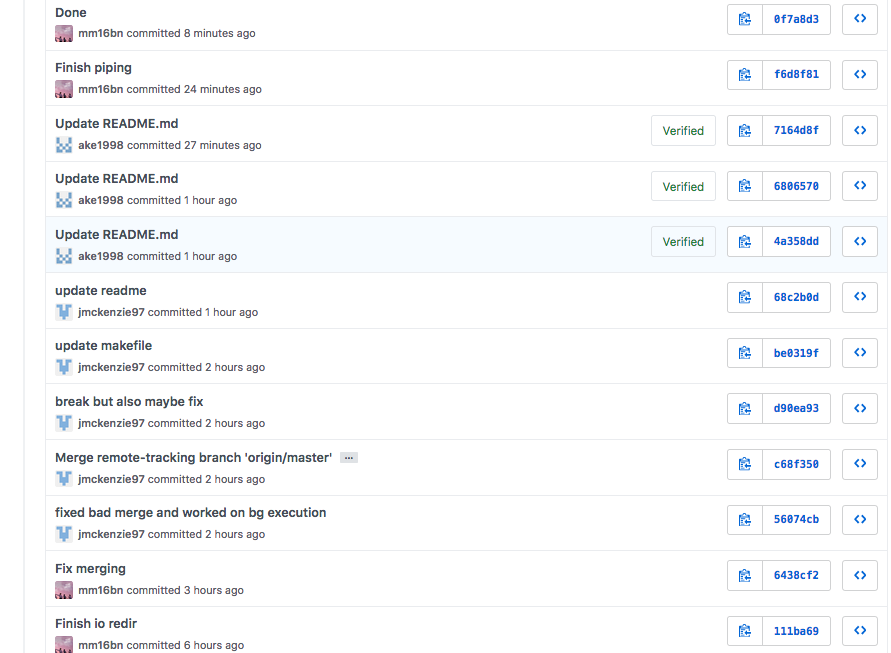 Done
0f7a8d3
mm16bn committed 8 minutes ago
Finish piping
f6d8f81
mm16bn committed 24 minutes ago
Update README.md
Verified
7164d8f
ake1998 committed 27 minutes ago
Update README.md
Verified
6806570
ake1998 committed 1 hour ago
Update README.md
Verified
4a358dd
ake1998 committed 1 hour ago
update readme
68c2b0d
jmckenzie97 committed 1 hour ago
update makefile
be0319f
jmckenzie97 committed 2 hours ago
break but also maybe fix
d90ea93
jmckenzie97 committed 2 hours ago
Merge remote-tracking branch 'origin/master' ...
c68f350
jmckenzie97 committed 2 hours ago
fixed bad merge and worked on bg execution
56074cb
jmckenzie97 committed 2 hours ago
Fix merging
6438cf2
mm16bn committed 3 hours ago
Finish io redir
111ba69
mm16bn committed 6 hours ago